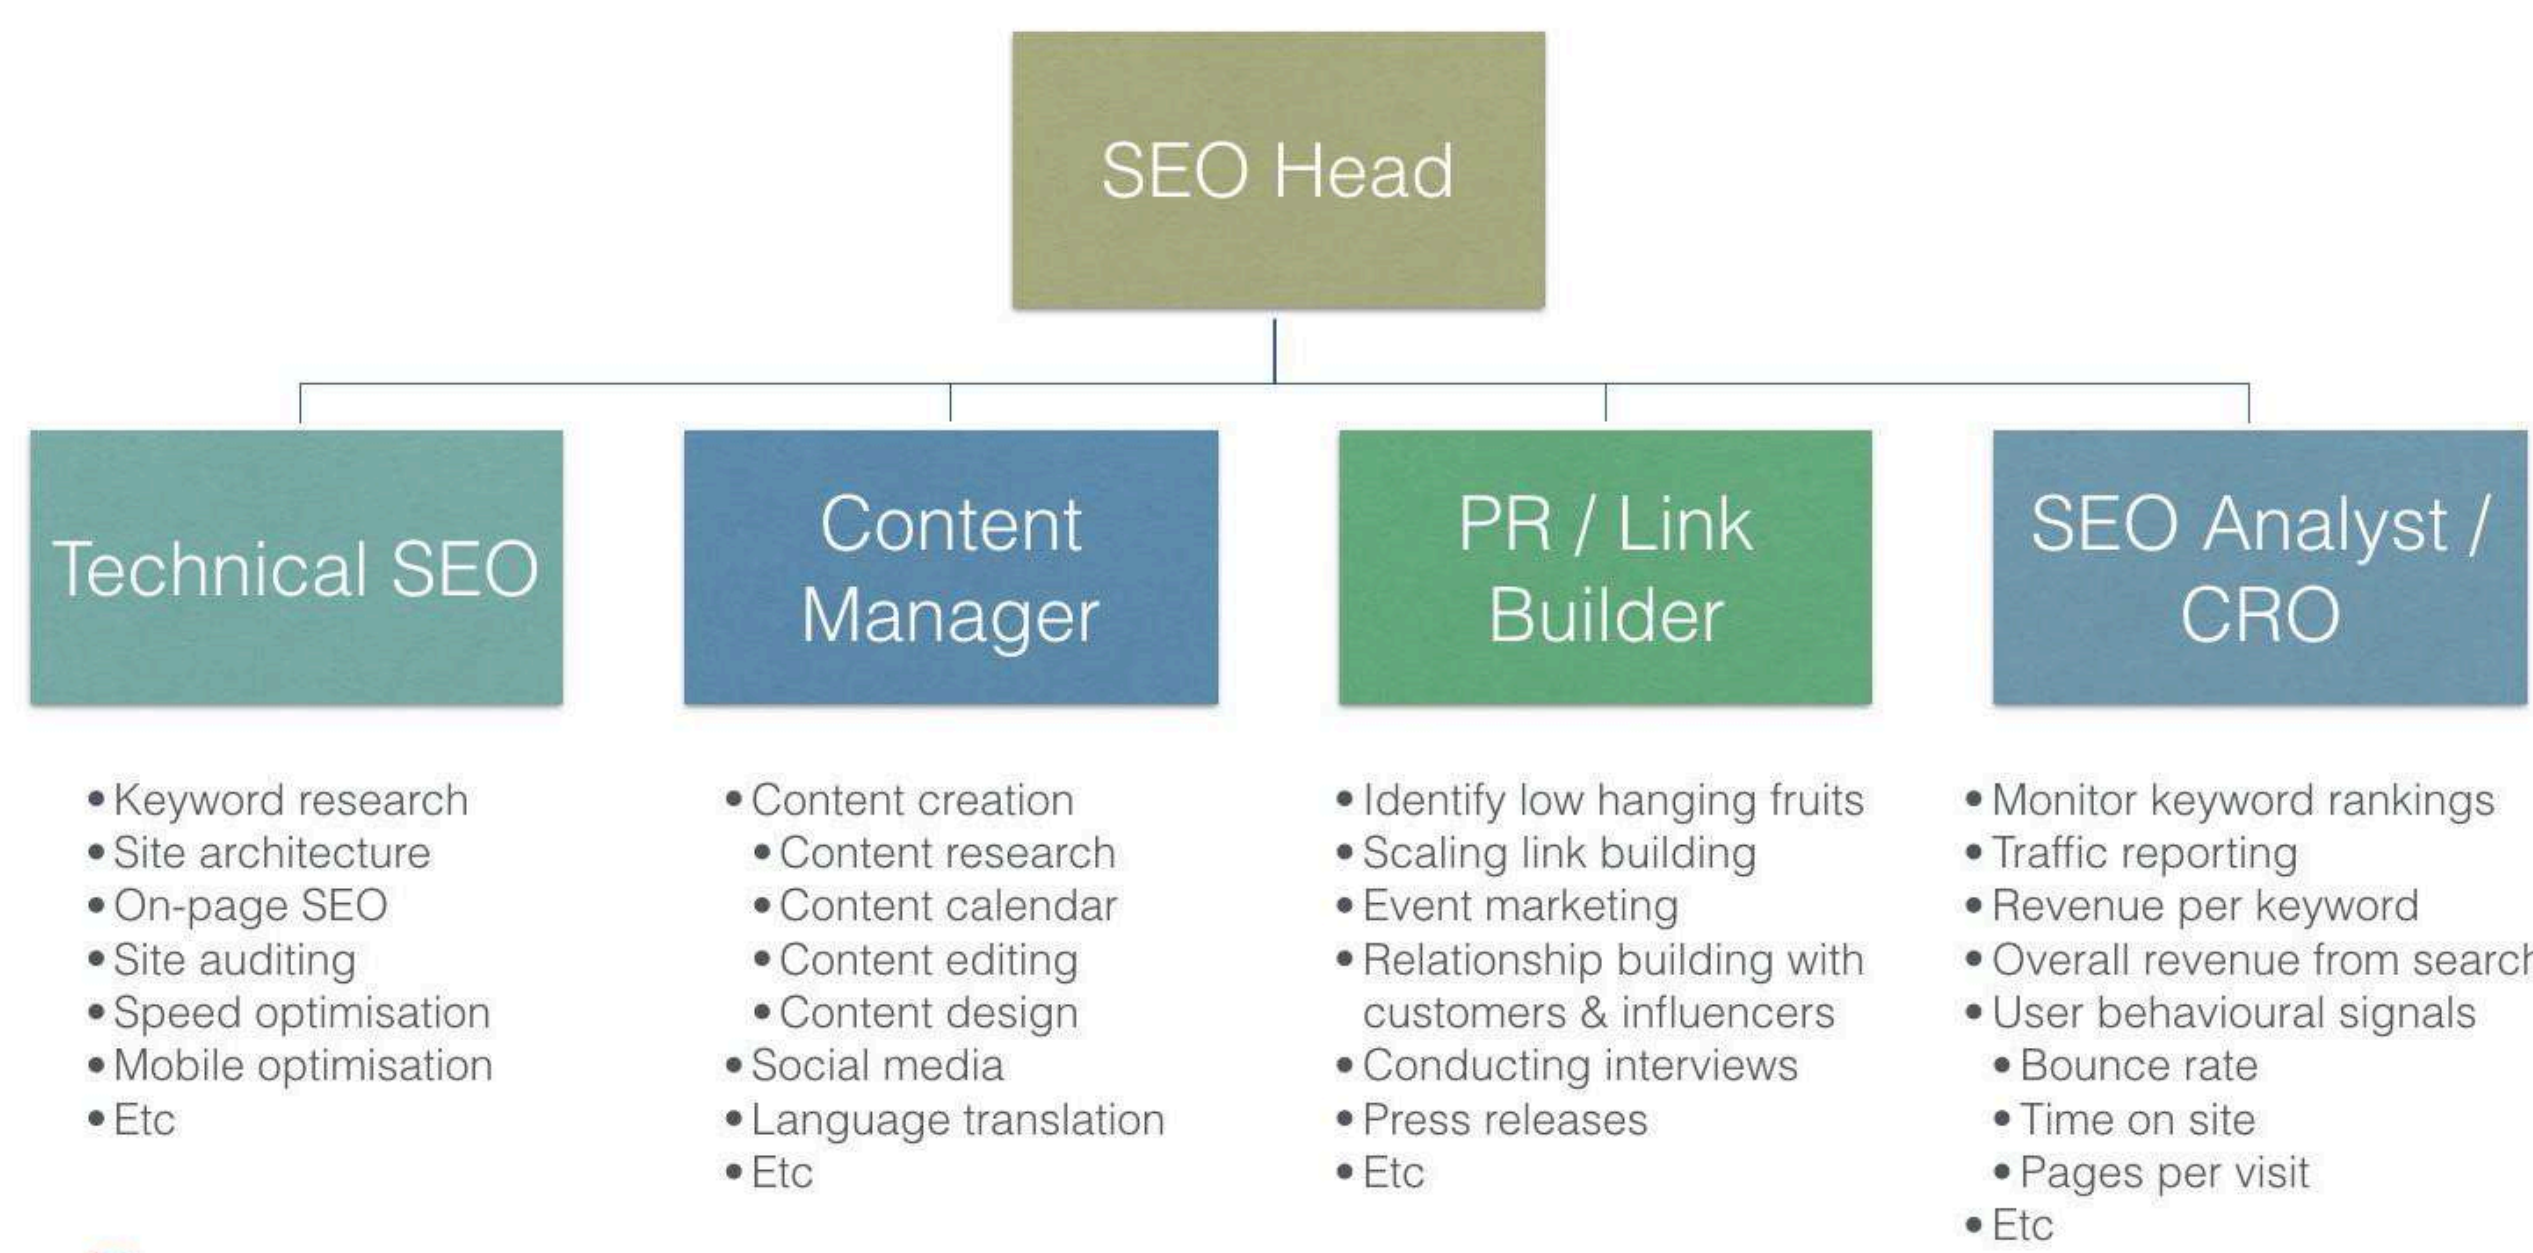 SEO Head
Technical SEO
Content
Manager
PR / Link
Builder
SEO Analyst /
CRO
• Keyword research
• Site architecture
• On-page SEO
• Site auditing
• Speed optimisation
• Mobile optimisation
• Etc
• Content creation
• Content research
• Content calendar
• Content editing
• Content design
• Social media
• Language translation
• Etc
• Identify low hanging fruits
• Scaling link building
• Event marketing
• Relationship building with
customers & influencers
• Conducting interviews
• Press releases
• Etc
• Monitor keyword rankings
• Traffic reporting
• Revenue per keyword
• Overall revenue from search
• User behavioural signals
• Bounce rate
• Time on site
• Pages per visit
• Etc